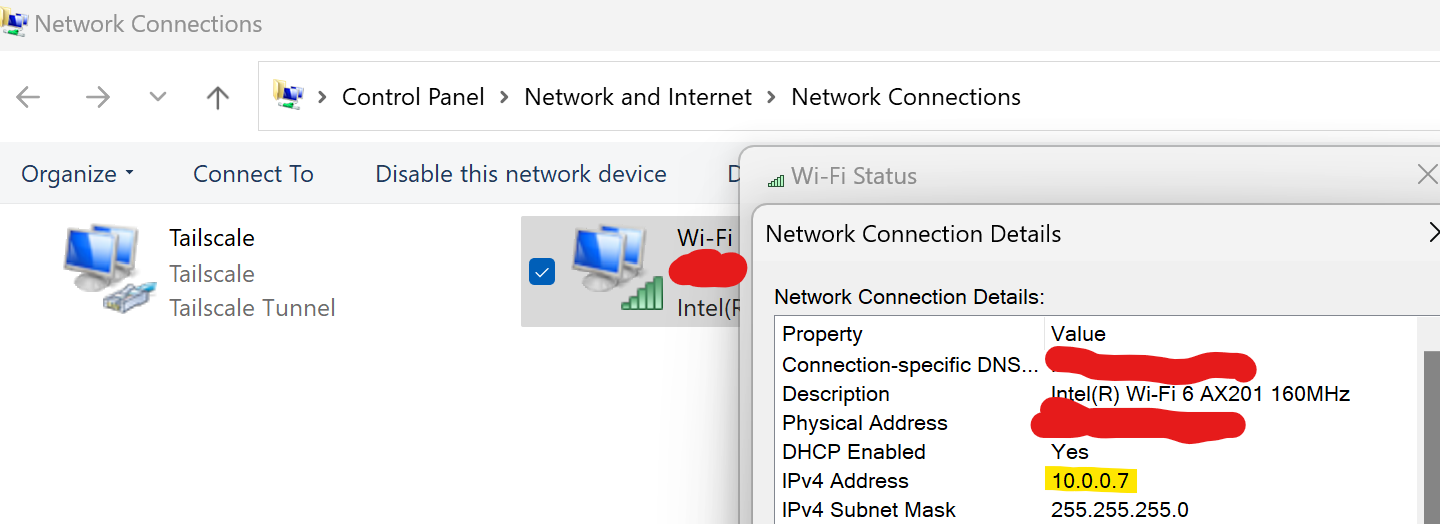 Network Connections
Control Panel > Network and Internet > Network Connections
Organize Connect To Disable this network device D
Tailscale
Tailscale
Tailscale Tunnel
Wi-Fi
Intel(R
Wi-Fi Status
Network Connection Details
Network Connection Details:
Property Value
Connection-specific DNS...
Description Intel(R) Wi-Fi 6 AX201 160MHz
Physical Address
DHCP Enabled Yes
IPv4 Address 10.0.0.7
IPv4 Subnet Mask 255.255.255.0